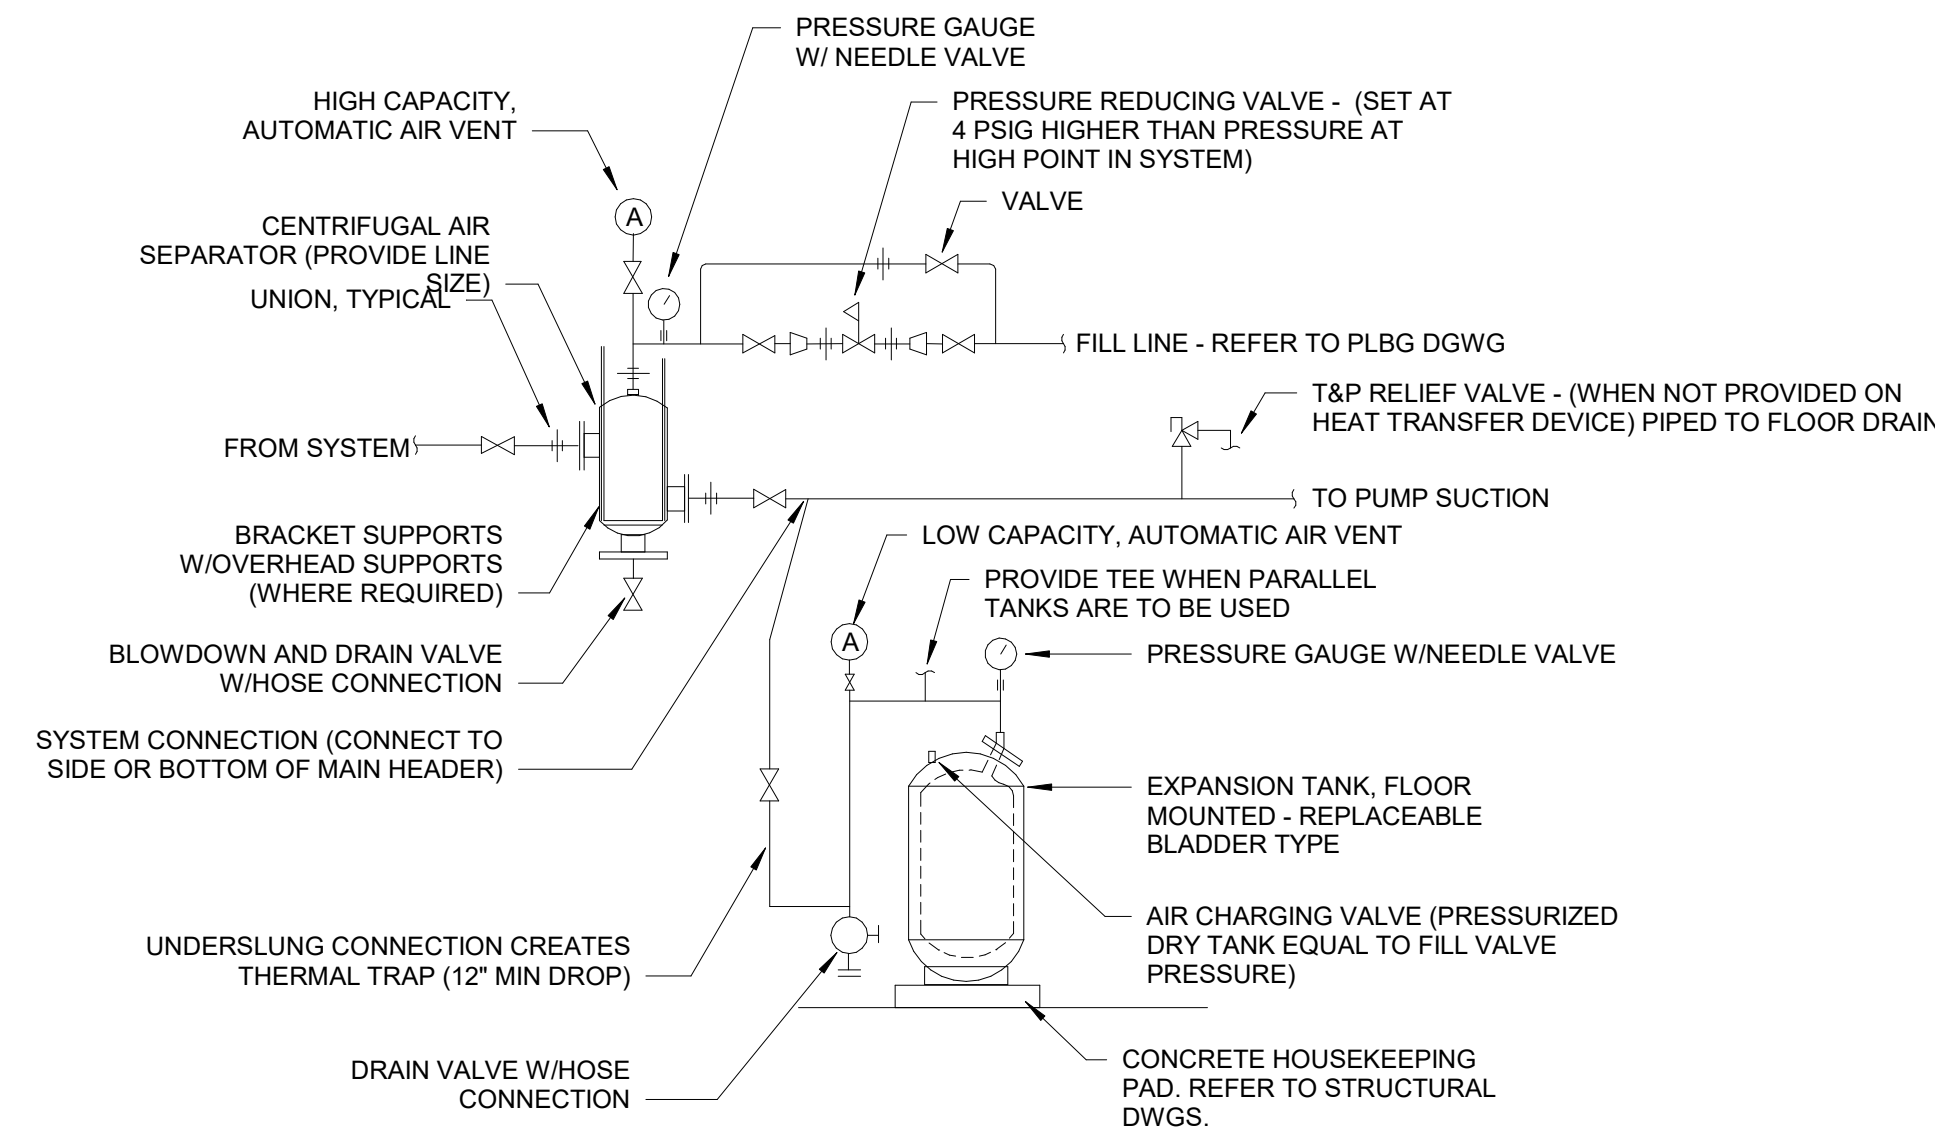 PRESSURE GAUGE
W/ NEEDLE VALVE
HIGH CAPACITY,
AUTOMATIC AIR VENT
PRESSURE REDUCING VALVE - (SET AT
4 PSIG HIGHER THAN PRESSURE AT
HIGH POINT IN SYSTEM)
VALVE
A
CENTRIFUGAL AIR
SEPARATOR (PROVIDE LINE
SIZE)
UNION, TYPICAL
FILL LINE - REFER TO PLBG DGWG
T&P RELIEF VALVE - (WHEN NOT PROVIDED ON
HEAT TRANSFER DEVICE) PIPED TO FLOOR DRAIN
FROM SYSTEM
TO PUMP SUCTION
BRACKET SUPPORTS
W/OVERHEAD SUPPORTS
(WHERE REQUIRED)
LOW CAPACITY, AUTOMATIC AIR VENT
PROVIDE TEE WHEN PARALLEL
TANKS ARE TO BE USED
A
BLOWDOWN AND DRAIN VALVE
W/HOSE CONNECTION
PRESSURE GAUGE W/NEEDLE VALVE
SYSTEM CONNECTION (CONNECT TO
SIDE OR BOTTOM OF MAIN HEADER)
EXPANSION TANK, FLOOR
MOUNTED - REPLACEABLE
BLADDER TYPE
AIR CHARGING VALVE (PRESSURIZED
DRY TANK EQUAL TO FILL VALVE
PRESSURE)
UNDERSLUNG CONNECTION CREATES
THERMAL TRAP (12" MIN DROP)
DRAIN VALVE W/HOSE
CONNECTION
CONCRETE HOUSEKEEPING
PAD. REFER TO STRUCTURAL
DWGS.